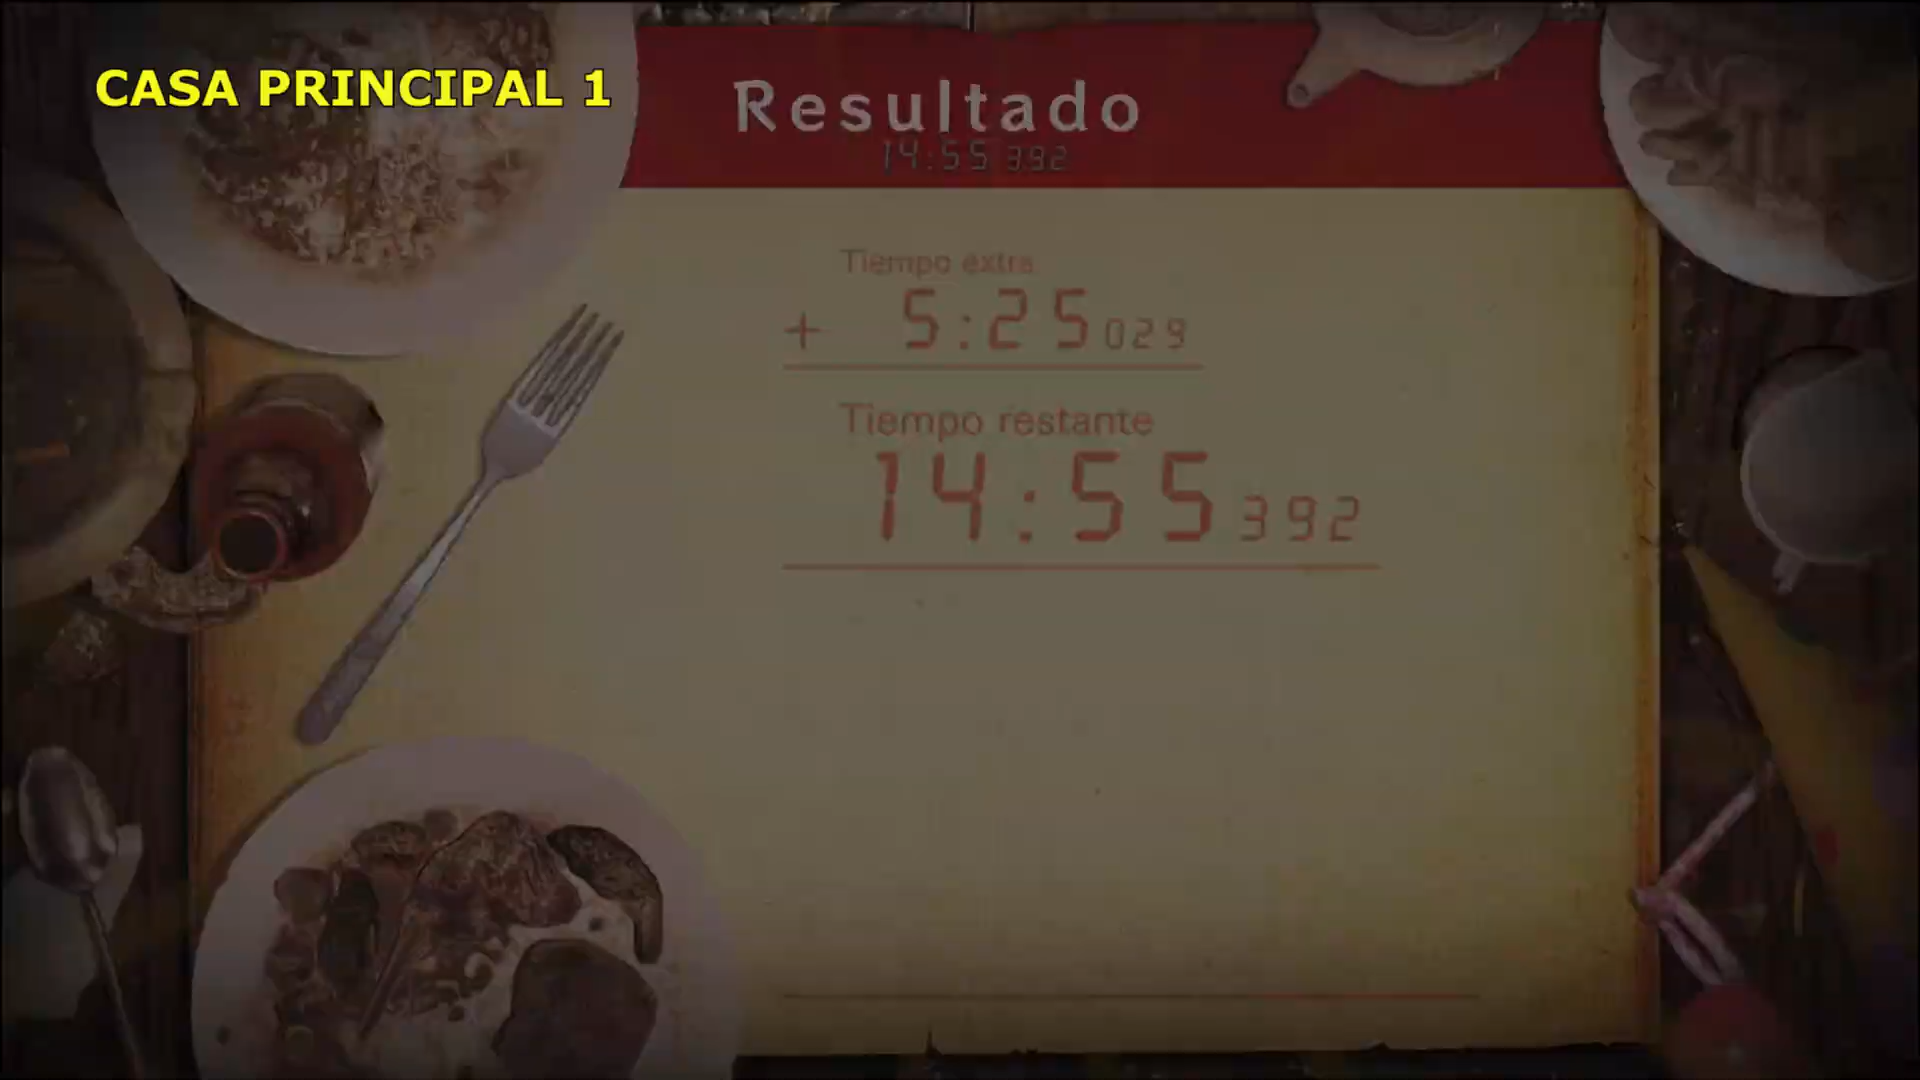 CASA PRINCIPAL 1
Resultado
14:55 392
Tiempo extra
+ 5:25 029
Tiempo restante
14:55 392